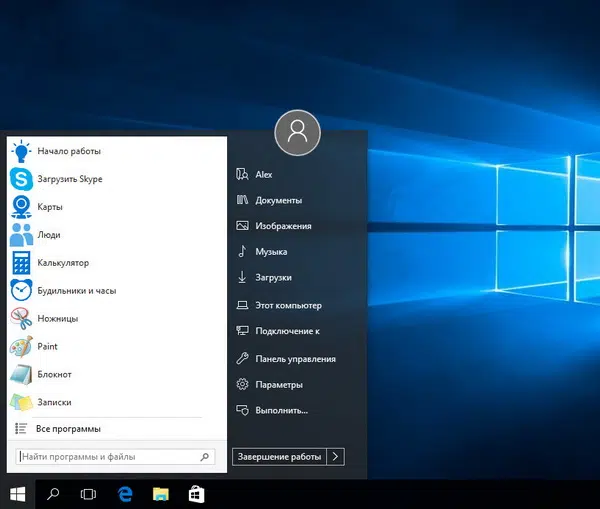 Начало работы
Загрузить Skype
Карты
Люди
Калькулятор
Будильники и часы
Ножницы
Paint
Блокнот
Записки
Все программы
Найти программы и файлы
Alex
Документы
Изображения
Музыка
Загрузки
Этот компьютер
Подключение к
Панель управления
Параметры
Выполнить...
Завершение работы